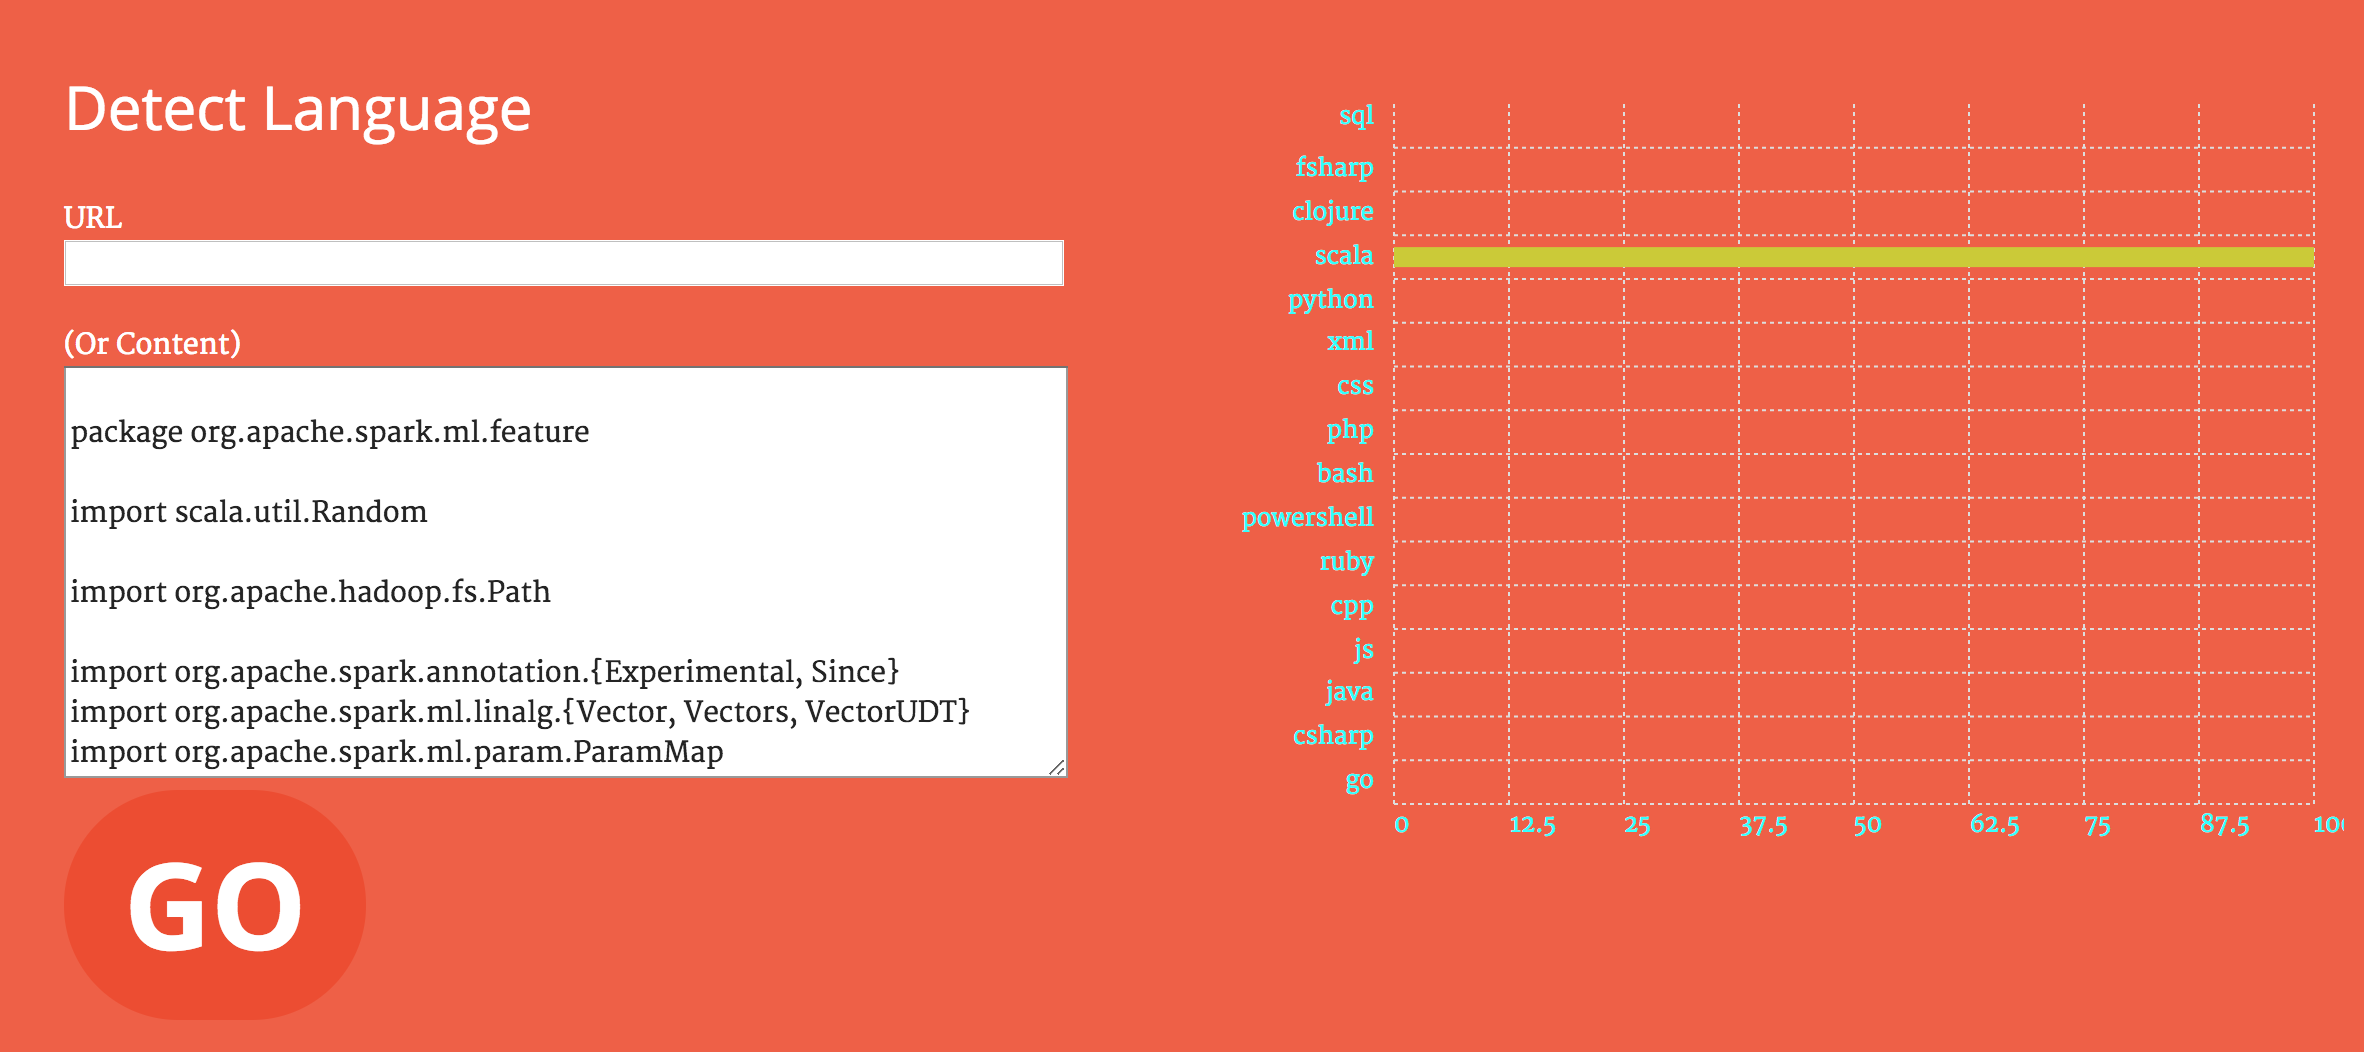 Detect Language
URL
(Or Content)
package org.apache.spark.ml.feature
import scala.util.Random
import org.apache.hadoop.fs.Path
import org.apache.spark.annotation.{Experimental, Since}
import org.apache.spark.ml.linalg.{Vector, Vectors, VectorUDT}
import org.apache.spark.ml.param.ParamMap
GO
sql
fsharp
clojure
scala
python
xml
css
php
bash
powershell
ruby
cpp
js
java
csharp
go
0 12.5 25 37.5 50 62.5 75 87.5